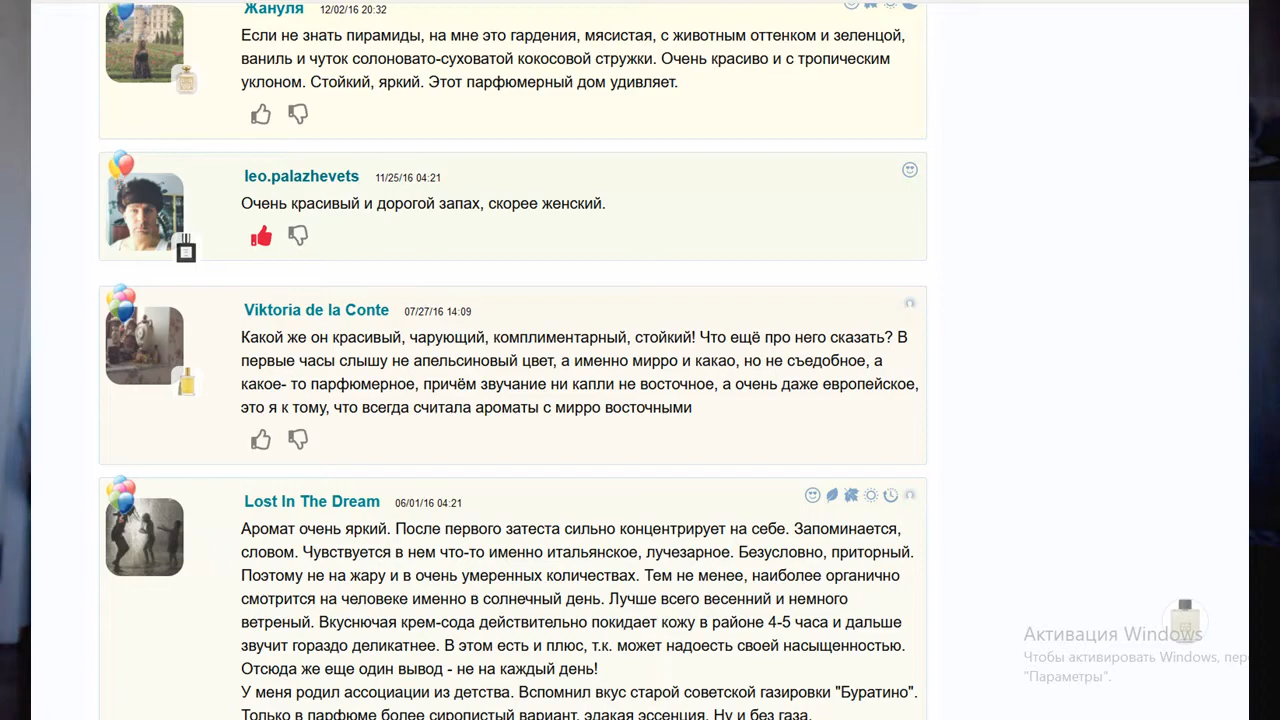 Жануля 12/02/16 20:32
Если не знать пирамиды, на мне это гардения, мясистая, с животным оттенком и зеленцой,
ваниль и чуток солоновато-суховатой кокосовой стружки. Очень красиво и с тропическим
уклоном. Стойкий, яркий. Этот парфюмерный дом удивляет.
leo.palazhevets 11/25/16 04:21
Очень красивый и дорогой запах, скорее женский.
Viktoria de la Conte 07/27/16 14:09
Какой же он красивый, чарующий, комплиментарный, стойкий! Что ещё про него сказать? В
первые часы слышу не апельсиновый цвет, а именно мирро и какао, но не съедобное, а
какое- то парфюмерное, причём звучание ни капли не восточное, а очень даже европейское,
это я к тому, что всегда считала ароматы с мирро восточными
Lost In The Dream 06/01/16 04:21
Аромат очень яркий. После первого затеста сильно концентрирует на себе. Запоминается,
словом. Чувствуется в нем что-то именно итальянское, лучезарное. Безусловно, приторный.
Поэтому не на жару и в очень умеренных количествах. Тем не менее, наиболее органично
смотрится на человеке именно в солнечный день. Лучше всего весенний и немного
ветреный. Вкуснючая крем-сода действительно покидает кожу в районе 4-5 часа и дальше
звучит гораздо деликатнее. В этом есть и плюс, т.к. может надоесть своей насыщенностью.
Отсюда же еще один вывод - не на каждый день!
У меня родил ассоциации из детства. Вспомнил вкус старой советской газировки "Буратино".
Только в парфюме более сиропистый вариант, эдакая эссенция. Ну и без газа.
Активация Windows
Чтобы активировать Windows, пер
"Параметры".